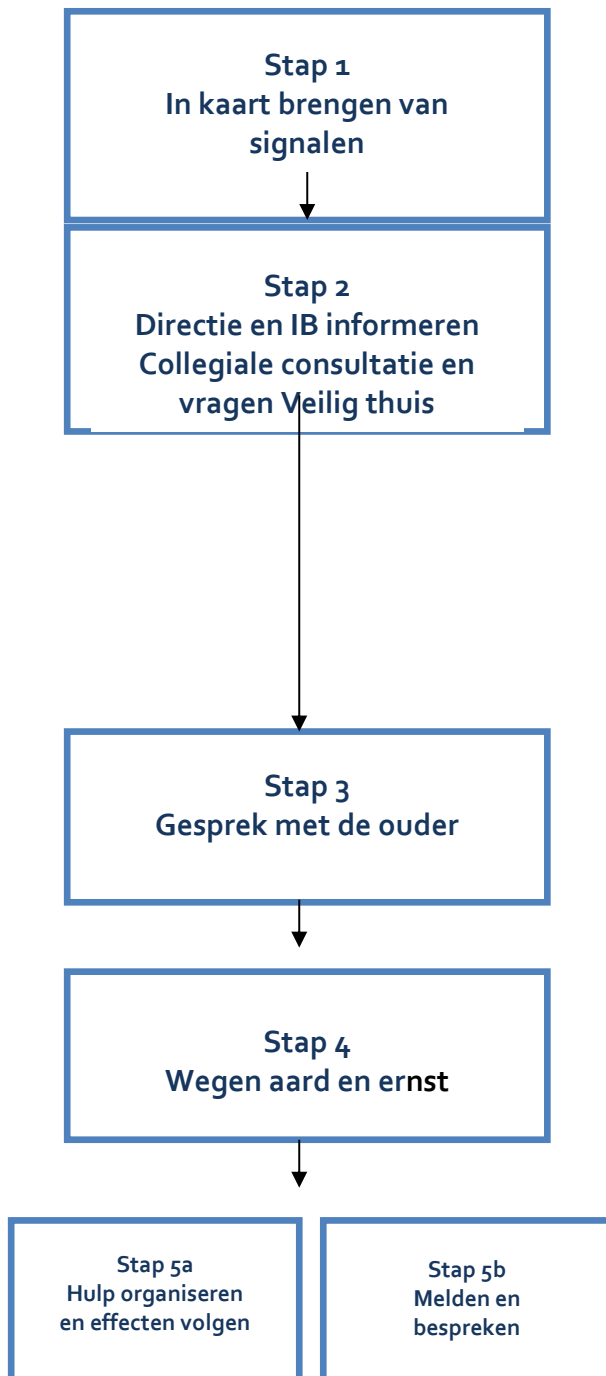 Stap 1
In kaart brengen van
signalen
Stap 2
Directie en IB informeren
Collegiale consultatie en
vragen Veilig thuis
Stap 3
Gesprek met de ouder
Stap 4
Wegen aard en ernst
Stap 5a
Hulp organiseren
en effecten volgen
Stap 5b
Melden en
bespreken